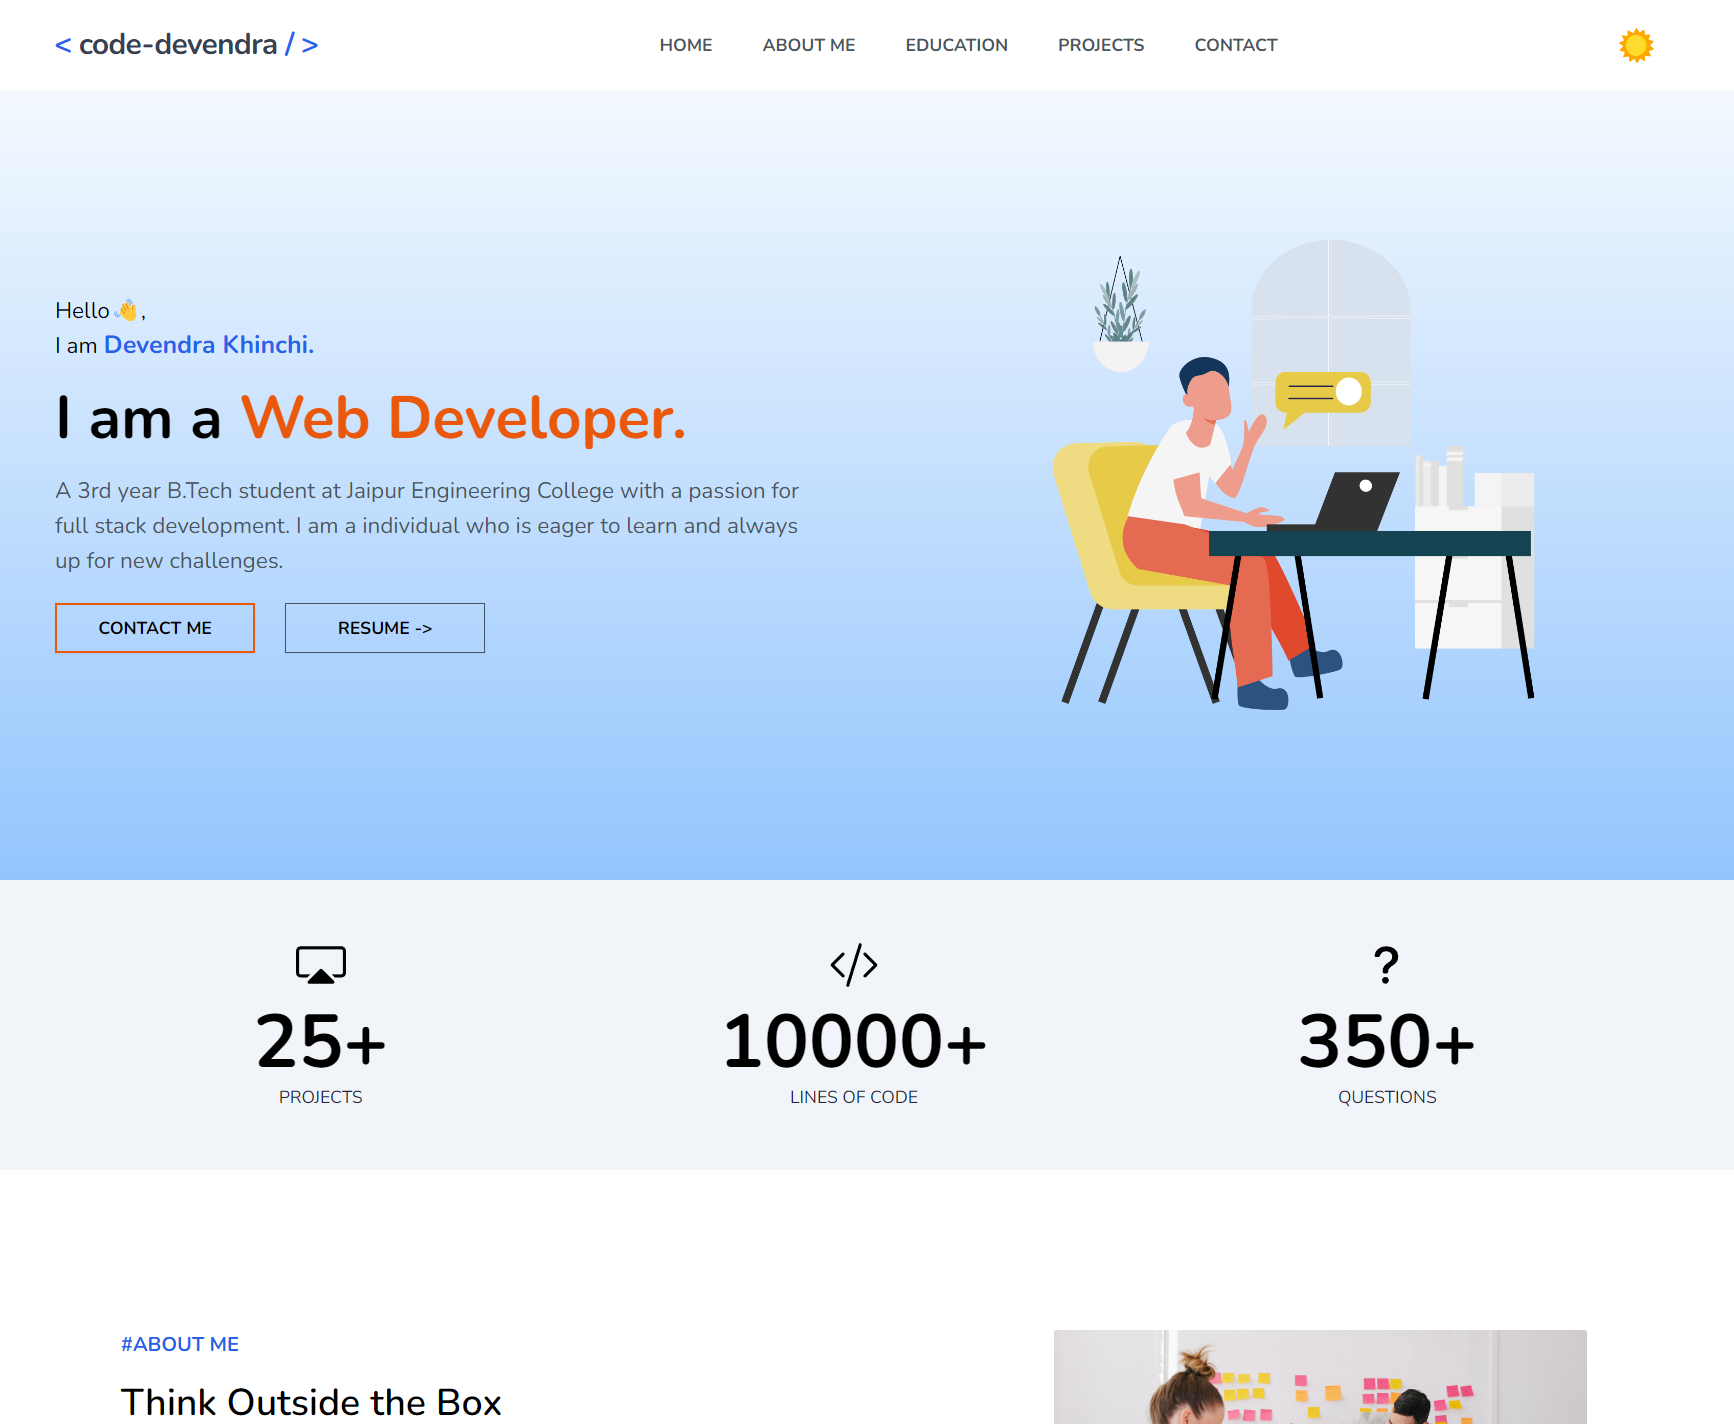 < code-devendra / >
HOME ABOUT ME EDUCATION PROJECTS CONTACT
Hello 👋,
I am Devendra Khinchi.
I am a Web Developer.
A 3rd year B.Tech student at Jaipur Engineering College with a passion for
full stack development. I am a individual who is eager to learn and always
up for new challenges.
CONTACT ME RESUME ->
25+ 10000+ 350+
PROJECTS LINES OF CODE QUESTIONS
#ABOUT ME
Think Outside the Box